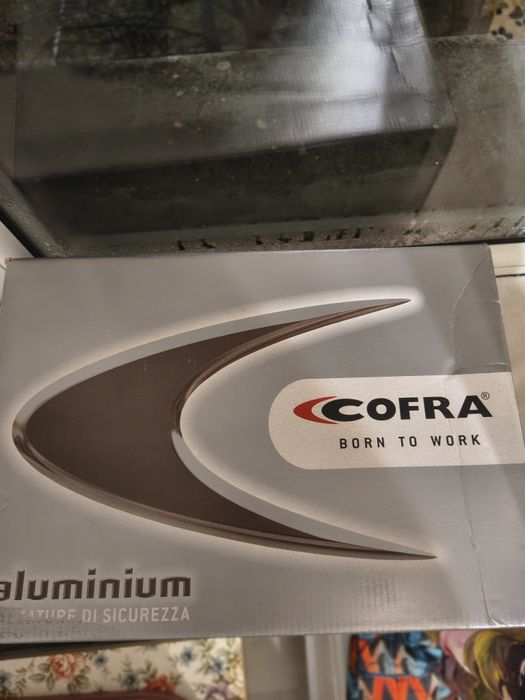 COFRA®
BORN TO WORK
aluminium
DI SICUREZZA